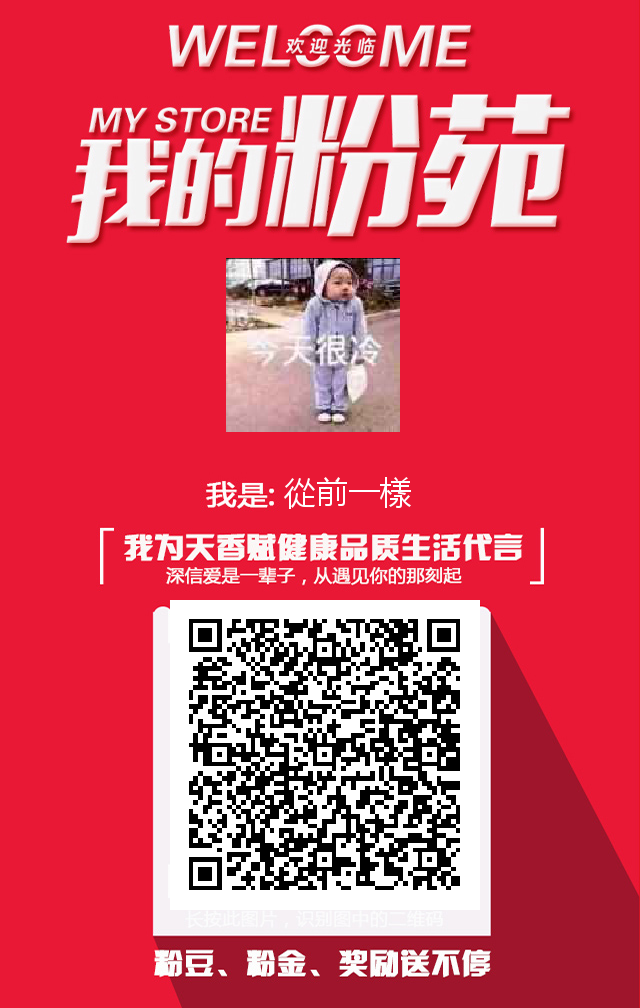 WELCOME
欢迎光临
MY STORE
我的粉苑
今天很冷
我是: 從前一樣
我为天香赋健康品质生活代言
深信爱是一辈子，从遇见你的那刻起
长按此图片，识别图中的二维码
粉豆、粉金、奖励送不停